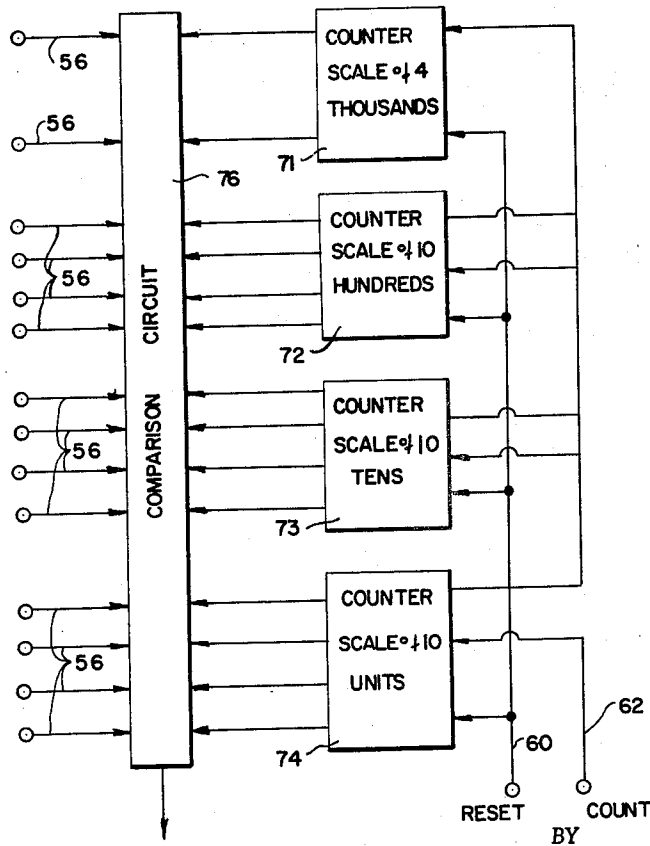 56
COUNTER
SCALE of 4
THOUSANDS
56
71
76
COUNTER
SCALE of 10
HUNDREDS
56
72
CIRCUIT
COMPARISON
COUNTER
SCALE of 10
TENS
56
73
COUNTER
SCALE of 10
UNITS
56
74
60
62
RESET
COUNT
BY